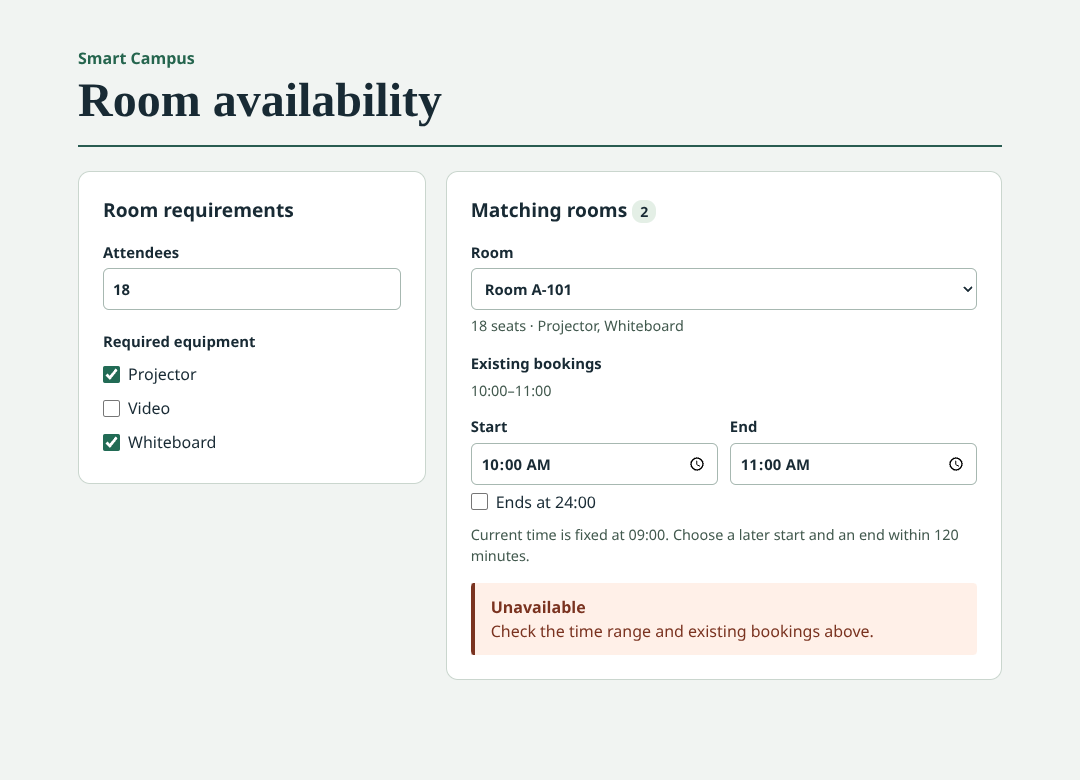 Smart Campus
Room availability
Room requirements
Attendees
18
Required equipment
Projector
Video
Whiteboard
Matching rooms 2
Room
Room A-101
18 seats · Projector, Whiteboard
Existing bookings
10:00–11:00
Start
End
10:00 AM
11:00 AM
Ends at 24:00
Current time is fixed at 09:00. Choose a later start and an end within 120
minutes.
Unavailable
Check the time range and existing bookings above.